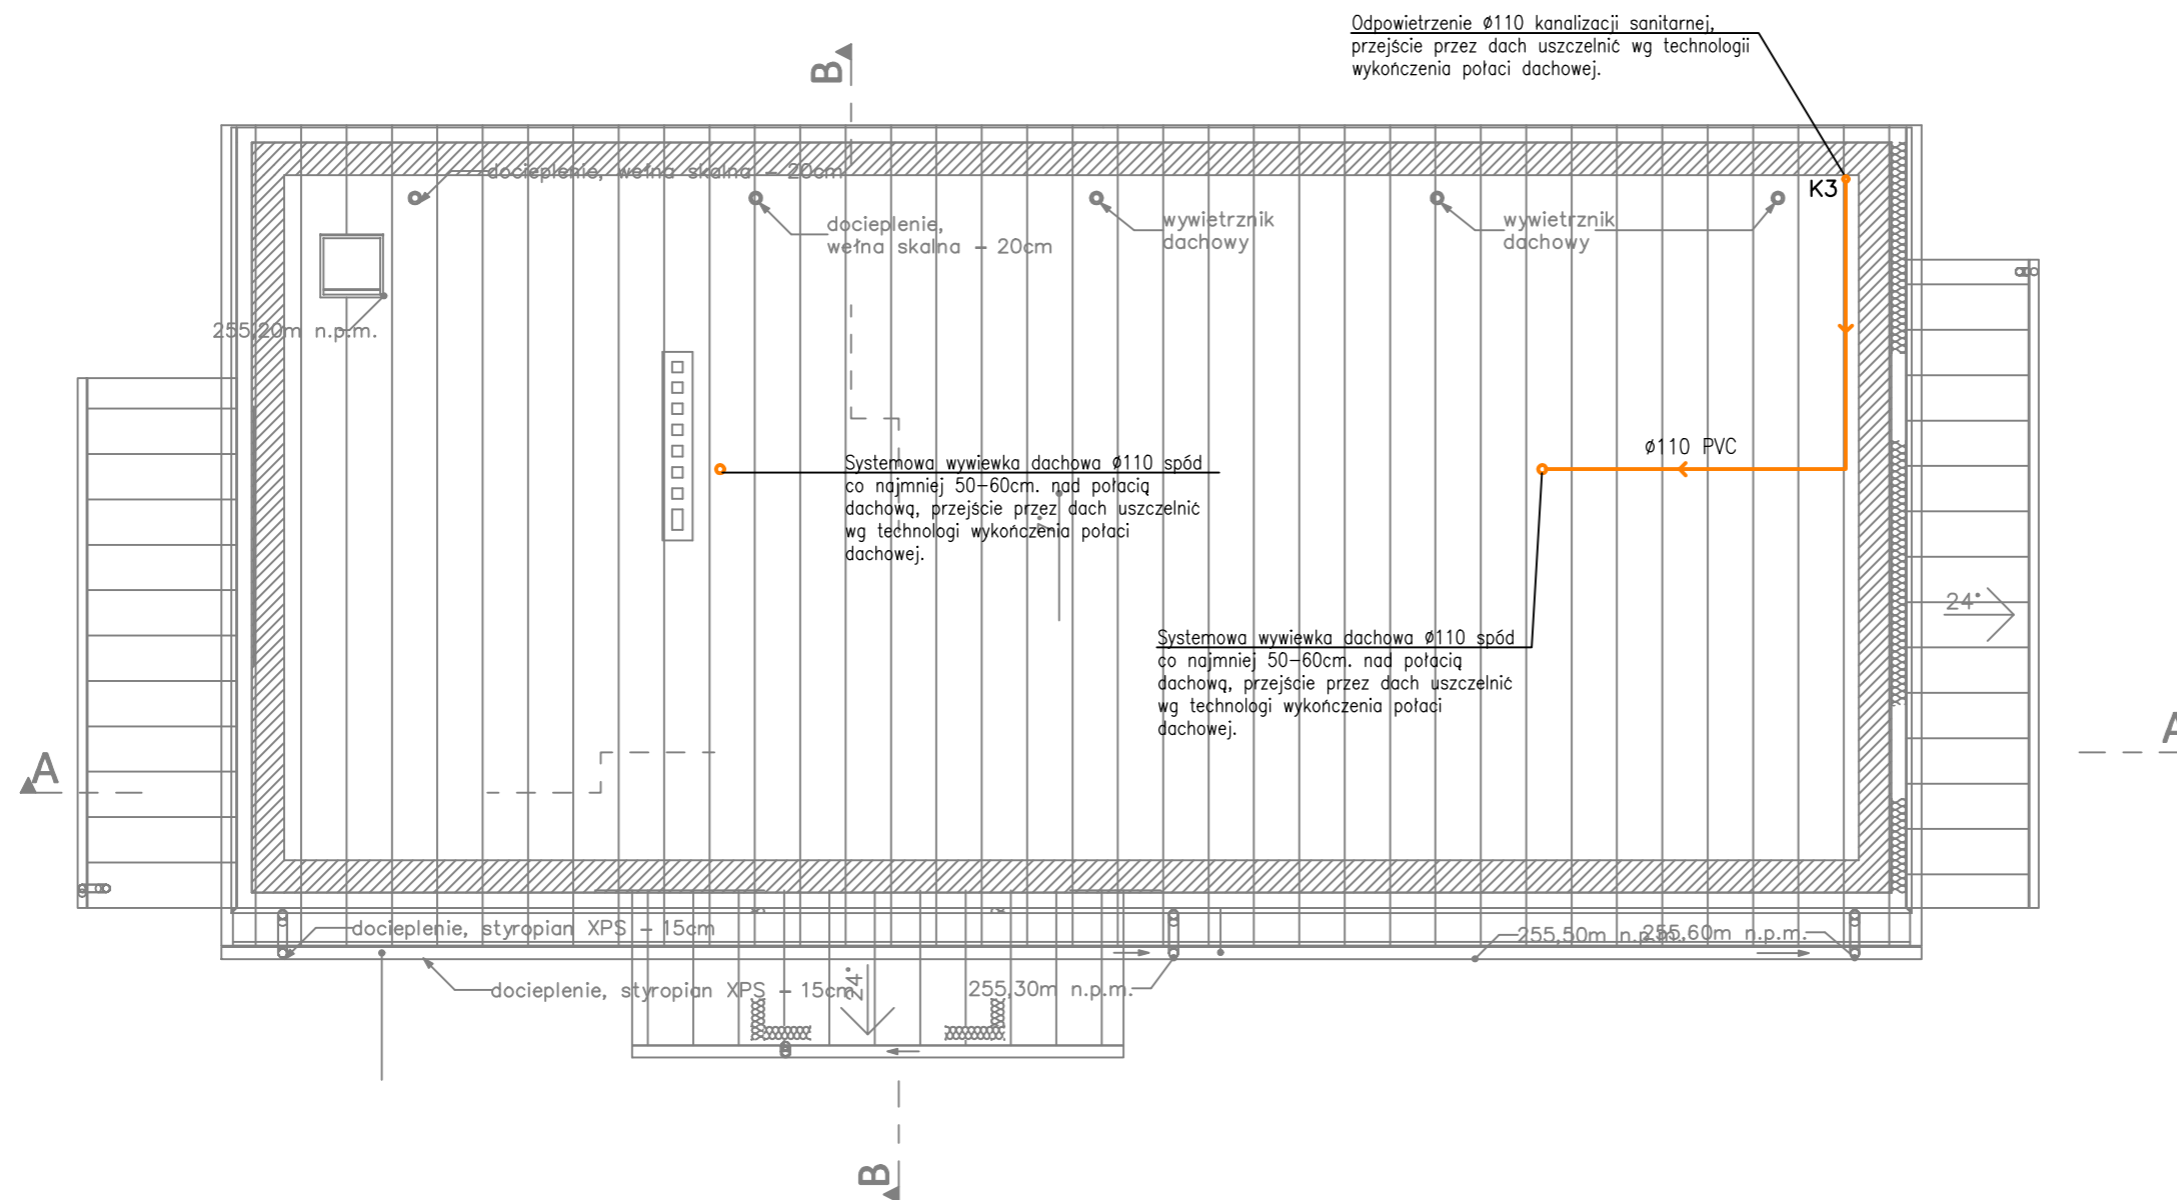 Odpowietrzenie ø110 kanalizacji sanitarnej,
przejście przez dach uszczelnić wg technologii
wykończenia połaci dachowej.
B
docieplenie, wełna skalna - 20cm
K3
docieplenie,
wełna skalna - 20cm
wywietrznik
dachowy
wywietrznik
dachowy
255,20m n.p.m.
ø110 PVC
Systemowa wywiewka dachowa ø110 spód
co najmniej 50-60cm. nad połacią
dachową, przejście przez dach uszczelnić
wg technologi wykończenia połaci
dachowej.
7°
24°
Systemowa wywiewka dachowa ø110 spód
co najmniej 50-60cm. nad połacią
dachową, przejście przez dach uszczelnić
wg technologi wykończenia połaci
dachowej.
A
A
docieplenie, styropian XPS - 15cm
255,50m n.p.m.
255,60m n.p.m.
docieplenie, styropian XPS - 15cm
24°
255,30m n.p.m.
B